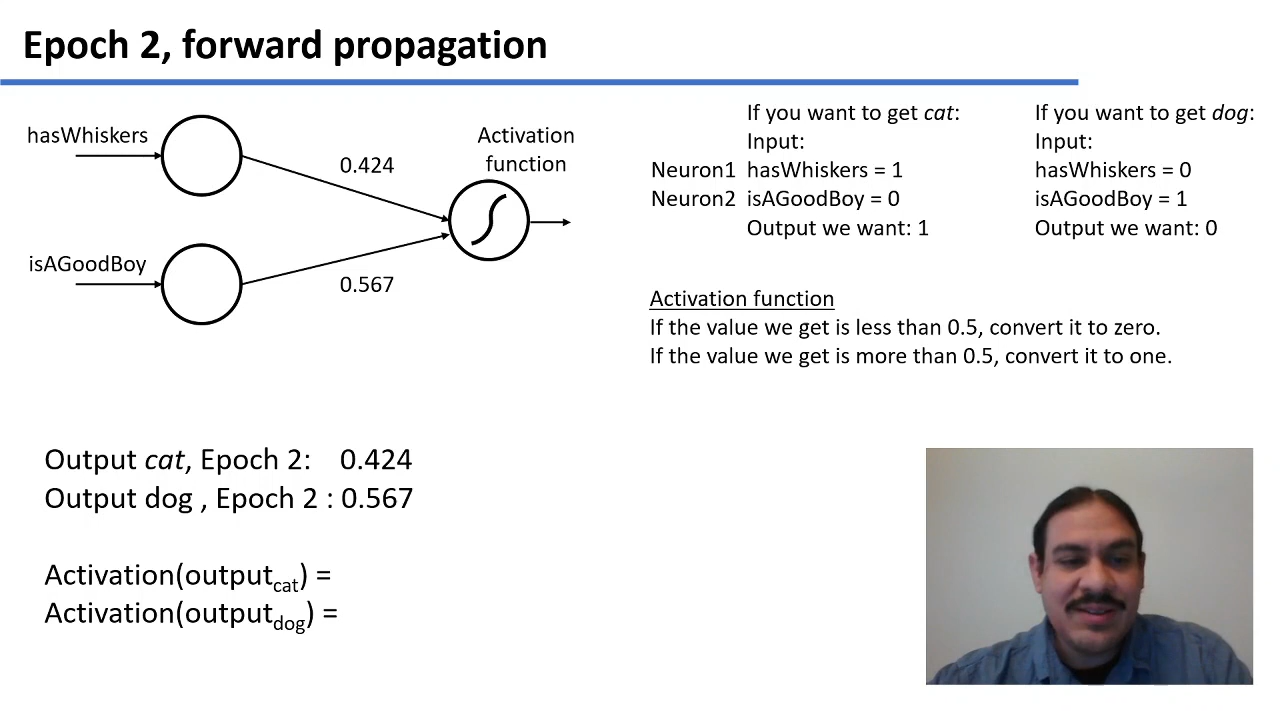 Epoch 2, forward propagation
hasWhiskers
0.424
Activation
function
isAGoodBoy
0.567
If you want to get cat:
Input:
Neuron1 hasWhiskers = 1
Neuron2 isAGoodBoy = 0
Output we want: 1
If you want to get dog:
Input:
hasWhiskers = 0
isAGoodBoy = 1
Output we want: 0
Activation function
If the value we get is less than 0.5, convert it to zero.
If the value we get is more than 0.5, convert it to one.
Output cat, Epoch 2: 0.424
Output dog , Epoch 2 : 0.567
Activation(output_cat) =
Activation(output_dog) =